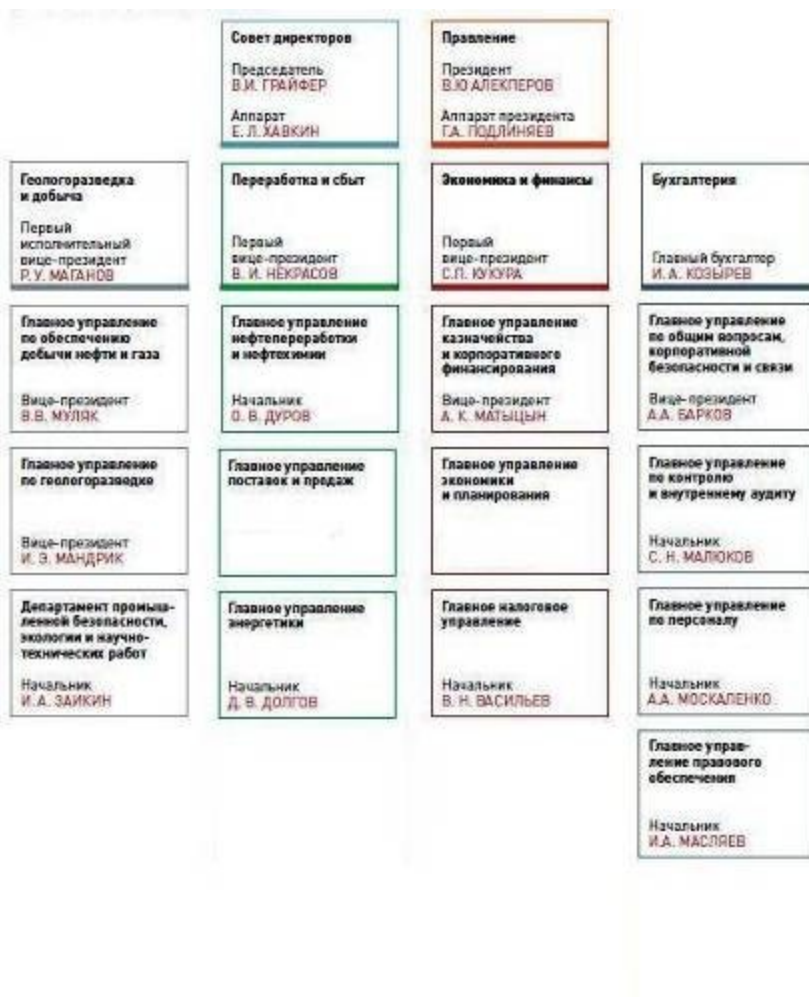 Совет директоров
Председатель
В.И. ГРАЙФЕР
Аппарат
Е. Л. ХАВКИН
Правление
Президент
В.Ю АЛЕКПЕРОВ
Аппарат президента
Г.А. ПОДЛИНЯЕВ
Геологоразведка
и добыча
Первый
исполнительный
вице-президент
Р. У. МАГАНОВ
Переработка и сбыт
Первый
вице-президент
В. И. НЕКРАСОВ
Экономика и финансы
Первый
вице-президент
С.П. КУКУРА
Бухгалтерия
Главный бухгалтер
И. А. КОЗЫРЕВ
Главное управление
по обеспечению
добычи нефти и газа
Вице-президент
В.В. МУЛЯК
Главное управление
нефтепереработки
и нефтехимии
Начальник
О. В. ДУРОВ
Главное управление
казначейства
и корпоративного
финансирования
Вице-президент
А. К. МАТЫЦЫН
Главное управление
по общим вопросам,
корпоративной
безопасности и связи
Вице-президент
А.А. БАРКОВ
Главное управление
по геологоразведке
Вице-президент
И. Э. МАНДРИК
Главное управление
поставок и продаж
Главное управление
экономики
и планирования
Главное управление
по контролю
и внутреннему аудиту
Начальник
С. Н. МАЛЮКОВ
Департамент промыш-
ленной безопасности,
экологии и научно-
технических работ
Начальник
И. А. ЗАИКИН
Главное управление
энергетики
Начальник
Д. В. ДОЛГОВ
Главное налоговое
управление
Начальник
В. Н. ВАСИЛЬЕВ
Главное управление
по персоналу
Начальник
А.А. МОСКАЛЕНКО
Главное управ-
ление правового
обеспечения
Начальник
И.А. МАСЛЯЕВ